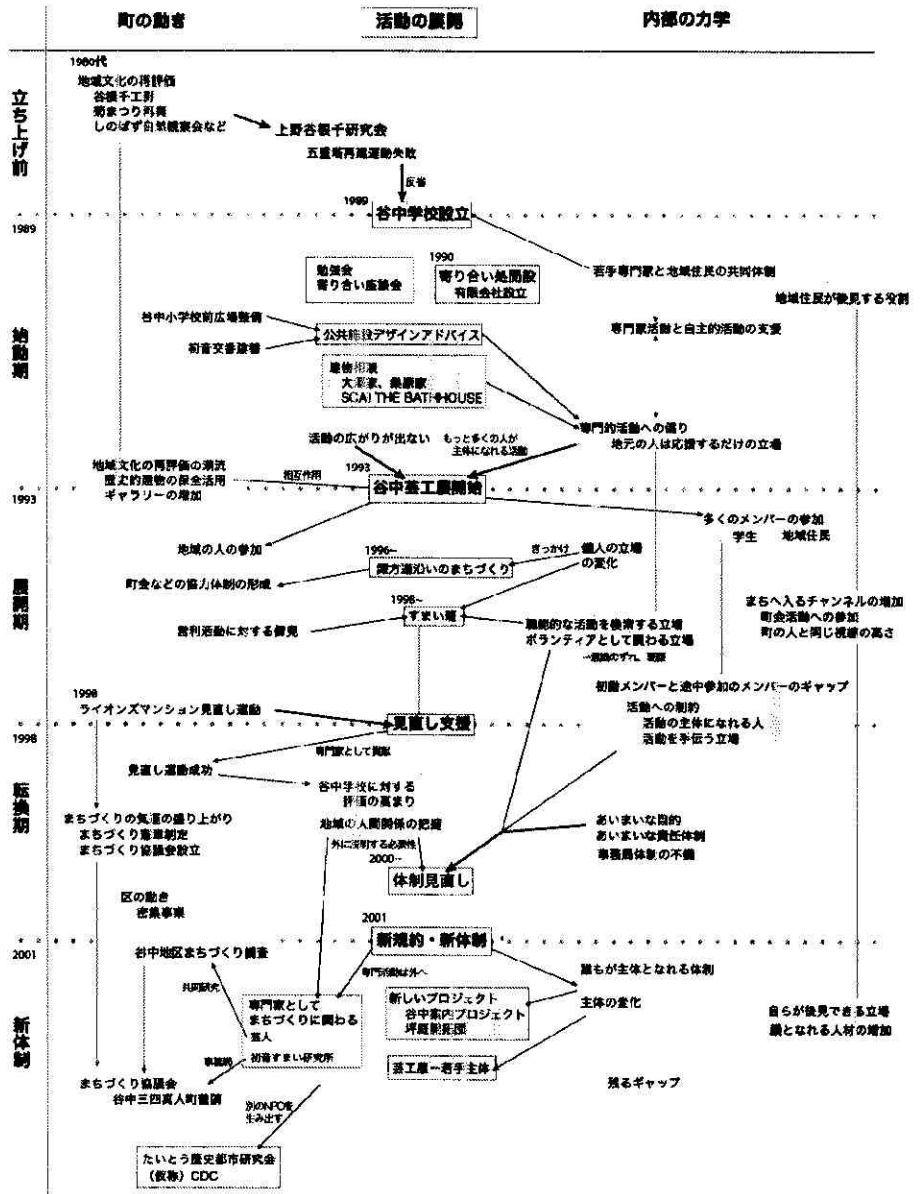 町の動き
活動の展開
内部の力学
立ち上げ前
1980代
地域文化の再評価
谷根千工房
菊まつり再興
しのばず自然観察会など
上野谷根千研究会
五重塔再建運動失敗
反省
1989
谷中学校設立
1989
若手専門家と地域住民の共同体制
勉強会
寄り合い座談会
1990
寄り合い処開設
有限会社設立
地域住民が後見する役割
始動期
谷中小学校前広場整備
初音交番改善
公共施設デザインアドバイス
専門家活動と自主的活動の支援
建物相談
大澤家、
SCAI THE BATHHOUSE
専門的活動への偏り
地元の人は応援するだけの立場
活動の広がりが出ない
もっと多くの人が
主体になれる活動
地域文化の再評価の潮流
歴史的建物の保全活用
ギャラリーの増加
相互作用
1993
谷中芸工展開始
1993
多くのメンバーの参加
学生 地域住民
地域の人の参加
展開期
1996~
諏方道沿いのまちづくり
きっかけ
個人の立場
の変化
町会などの協力体制の形成
1998~
すまい
営利活動に対する偏見
職能的な活動を模索する立場
ボランティアとして関わる立場
まちへ入るチャンネルの増加
町会活動への参加
町の人と同じ視線の高さ
初動メンバーと途中参加のメンバーのギャップ
活動への制約
活動の主体になれる人
活動を手伝う立場
1998
ライオンズマンション見直し運動
見直し支援
1998
専門家として
見直し運動成功
谷中学校に対する
評価の高まり
転換期
まちづくりの気運の盛り上がり
まちづくり憲章制定
まちづくり協議会設立
地域の人間関係の把握
外に説明する必要性
2000~
体制見直し
あいまいな目的
あいまいな責任体制
事務局体制の不備
区の動き
密集事業
2001
新規約・新体制
2001
谷中地区まちづくり調査
専門活動は外へ
誰もが主体となれる体制
共同研究
専門家として
まちづくりに関わる
芸人
初音すまい研究所
新しいプロジェクト
谷中案内プロジェクト
坪庭
主体の変化
自らが後見できる立場
顔となれる人材の増加
新体制
事務局
まちづくり協議会
芸工展ー若手主体
残るギャップ
別のNPOを
生み出す
たいとう歴史都市研究会
(仮称)CDC